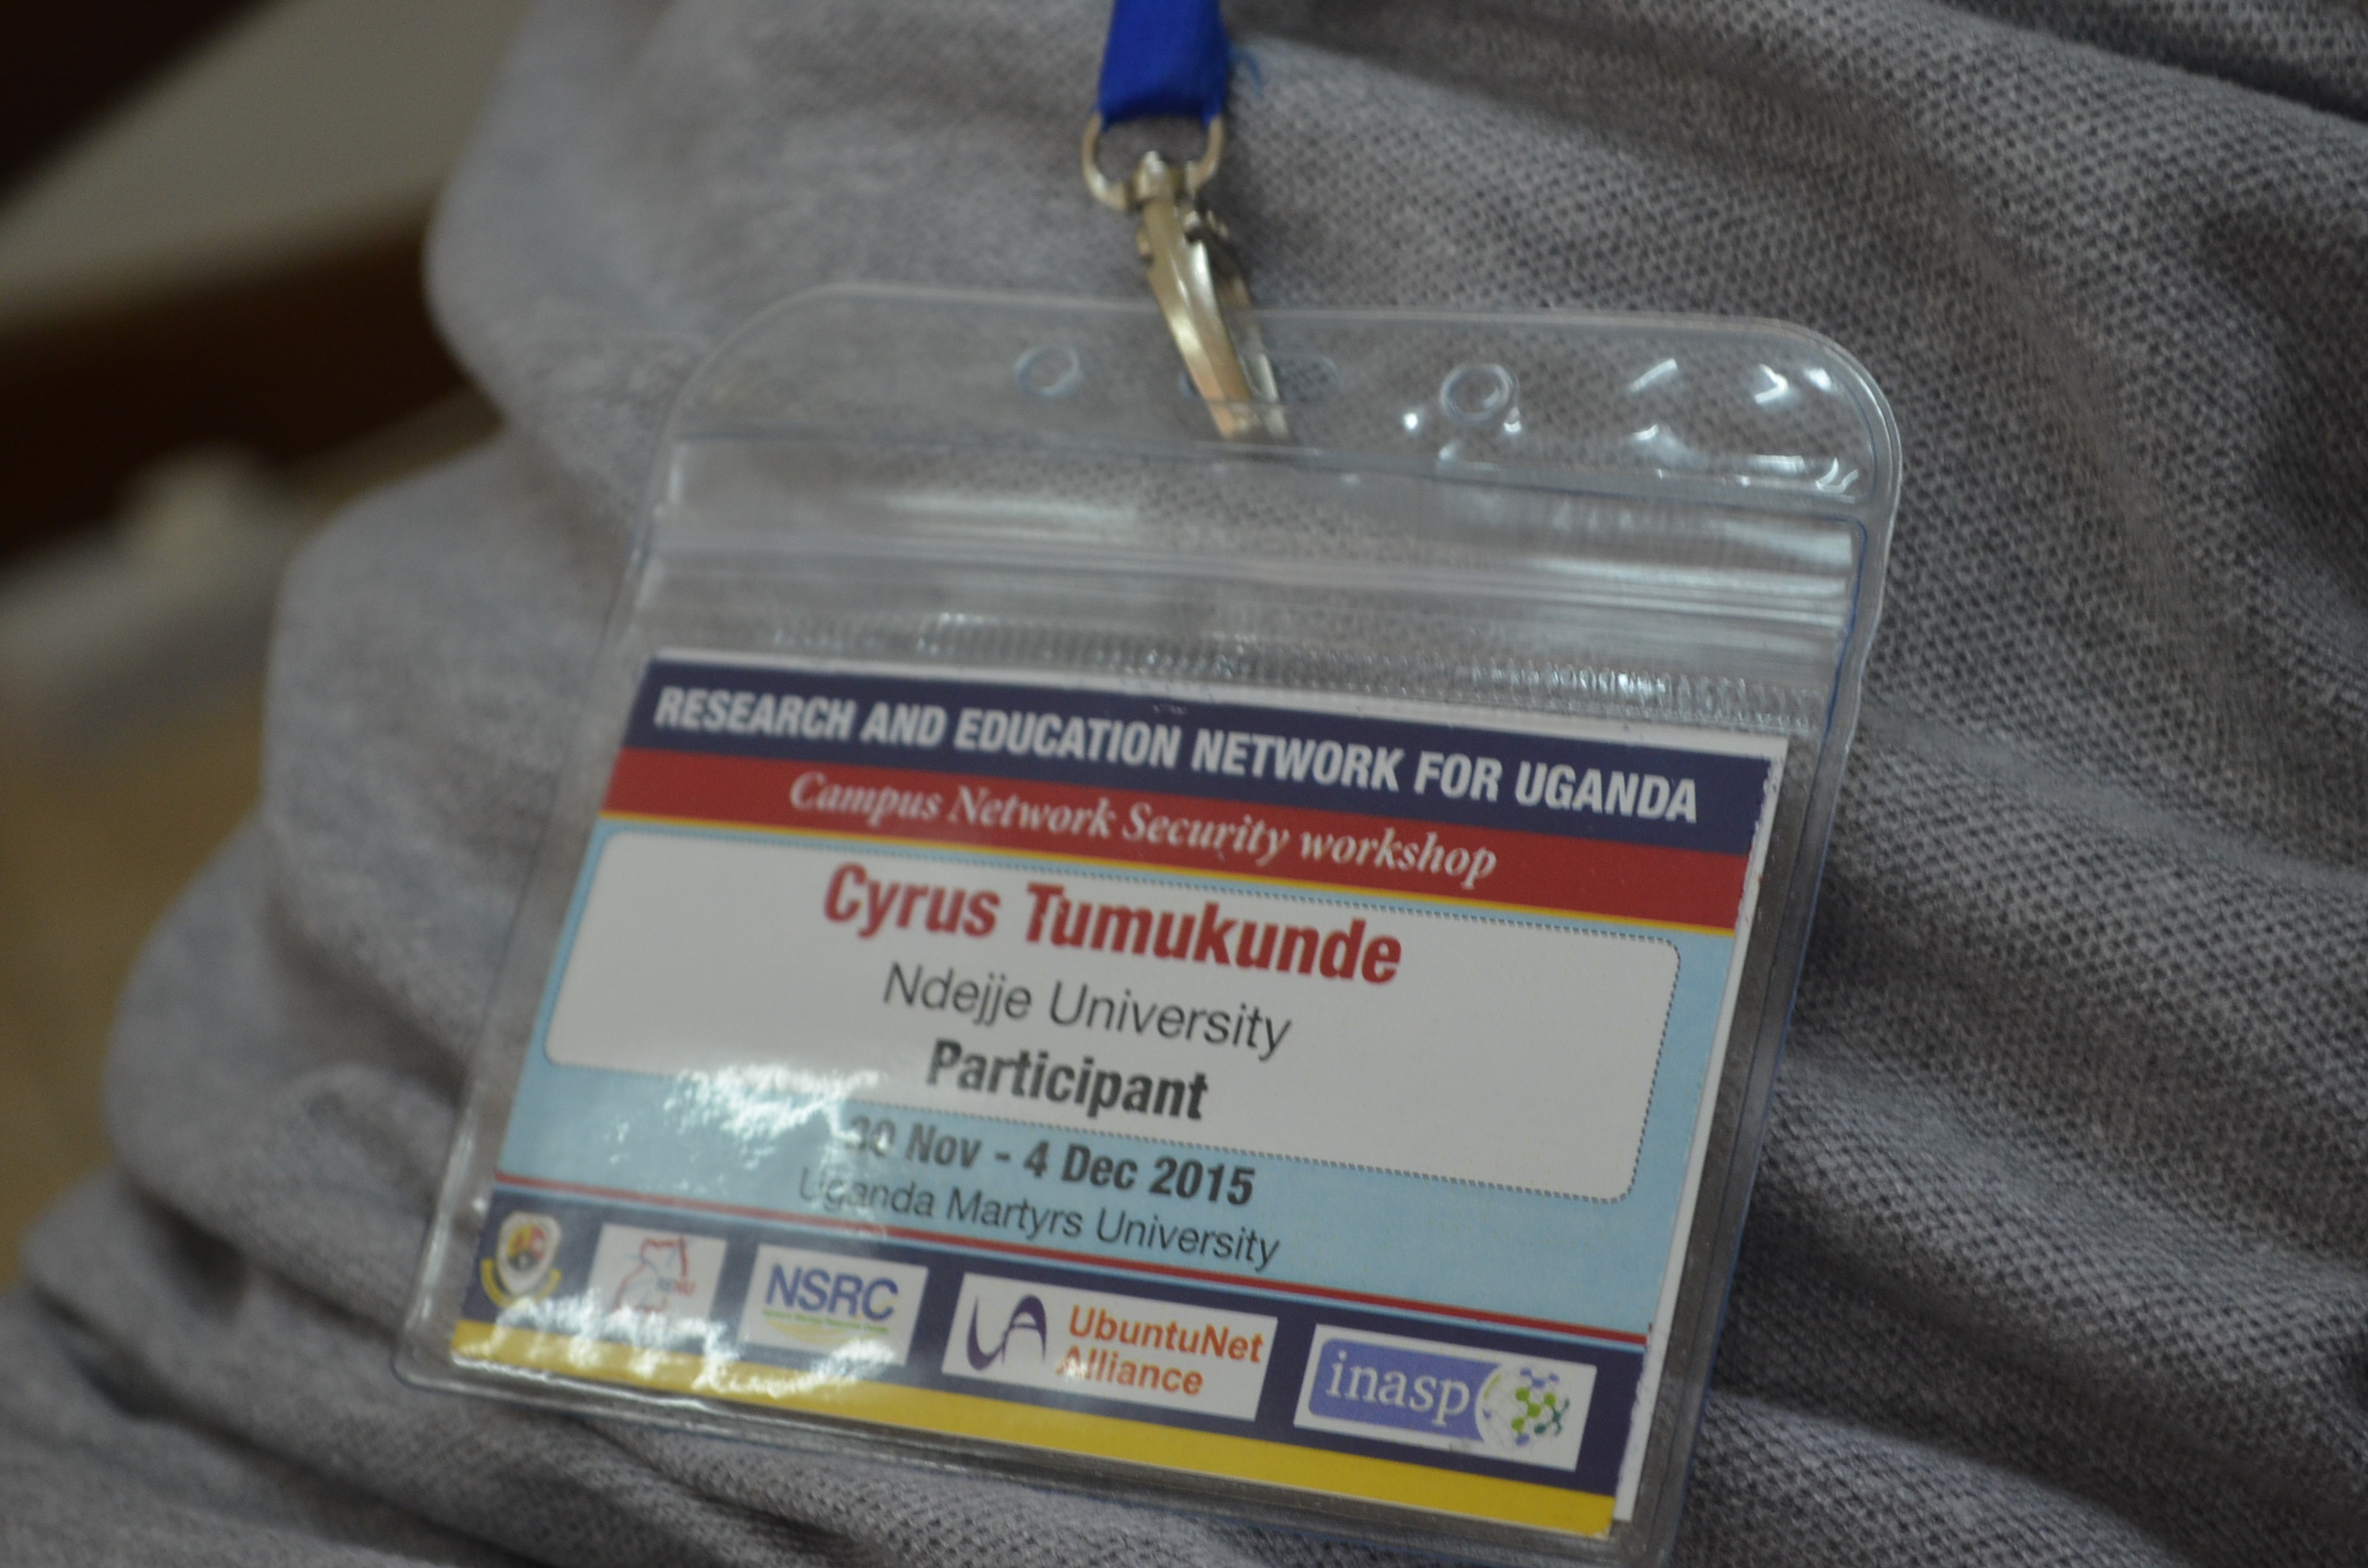 RESEARCH AND EDUCATION NETWORK FOR UGANDA
Campus Network Security workshop
Cyrus Tumukunde
Ndejje University
Participant
30 Nov - 4 Dec 2015
Uganda Martyrs University
NSRC
UbuntuNet
Alliance
inasp